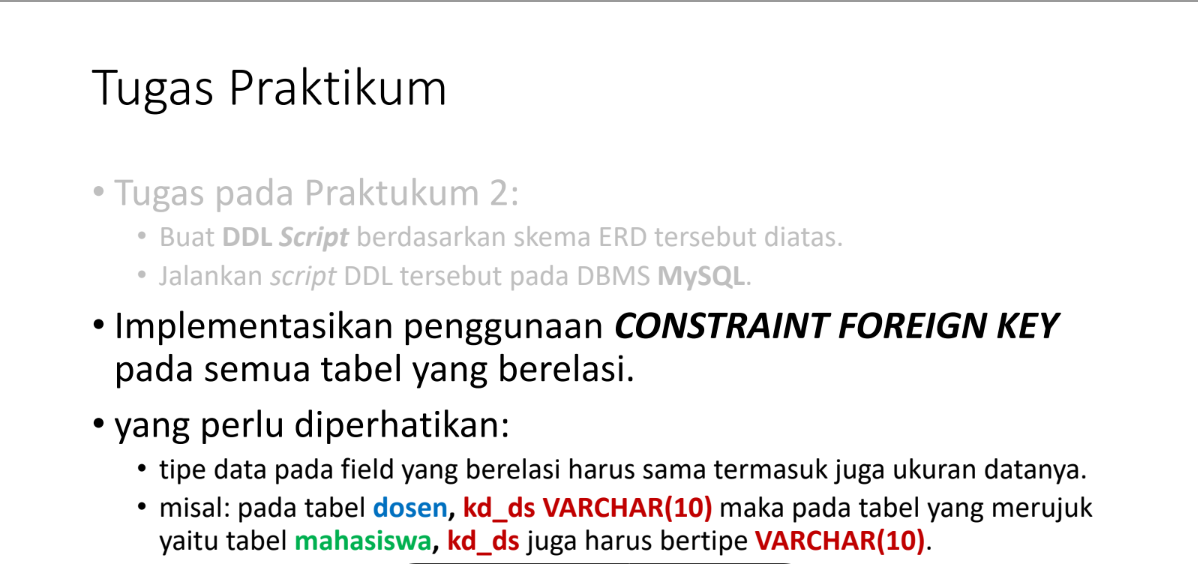 Tugas Praktikum
• Tugas pada Praktukum 2:
• Buat DDL Script berdasarkan skema ERD tersebut diatas.
• Jalankan script DDL tersebut pada DBMS MySQL.
• Implementasikan penggunaan CONSTRAINT FOREIGN KEY
pada semua tabel yang berelasi.
• yang perlu diperhatikan:
• tipe data pada field yang berelasi harus sama termasuk juga ukuran datanya.
• misal: pada tabel dosen, kd_ds VARCHAR(10) maka pada tabel yang merujuk
yaitu tabel mahasiswa, kd_ds juga harus bertipe VARCHAR(10).